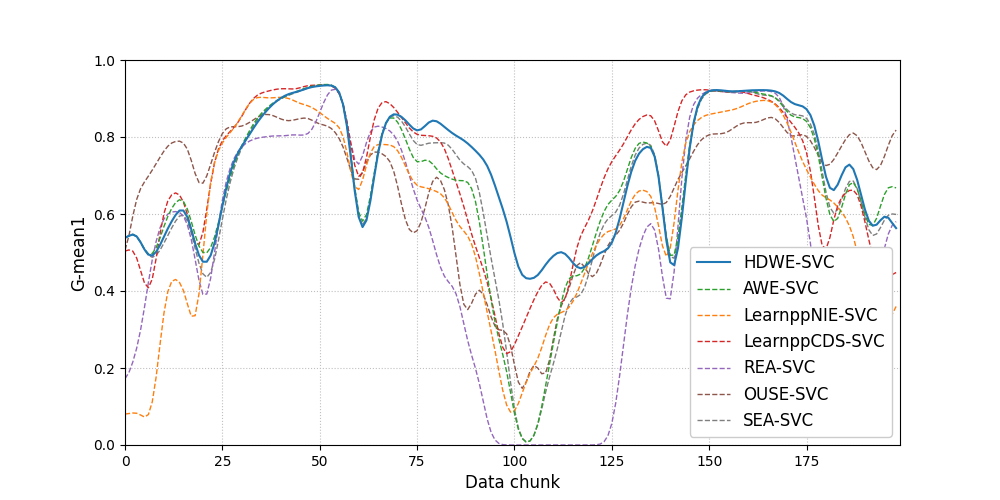 1.0
0.8
0.6
0.4
0.2
0.0
G-mean1
0 25 50 75 100 125 150 175
Data chunk
HDWE-SVC
AWE-SVC
LearnppNIE-SVC
LearnppCDS-SVC
REA-SVC
OUSE-SVC
SEA-SVC